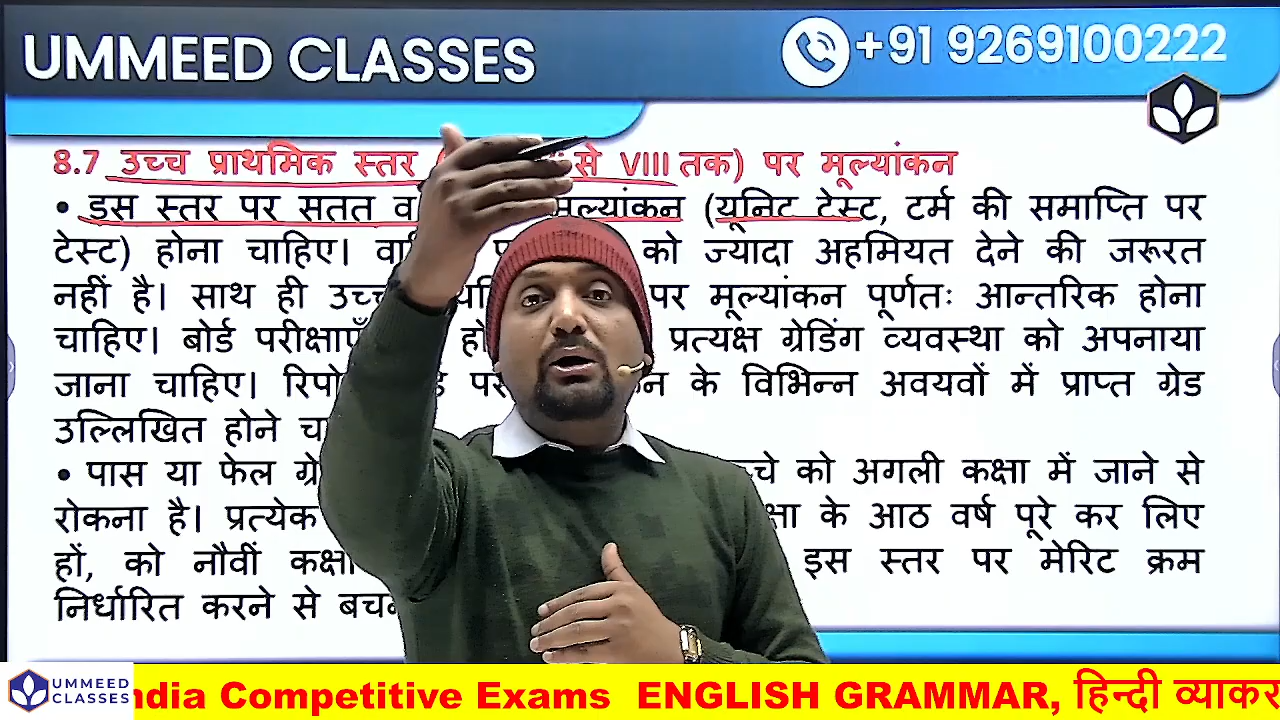 UMMEED CLASSES
+91 9269100222
8.7 उच्च प्राथमिक स्तर से VIII तक) पर मूल्यांकन
• इस स्तर पर सतत व मूल्यांकन (यूनिट टेस्ट, टर्म की समाप्ति पर
टेस्ट) होना चाहिए। को ज्यादा अहमियत देने की जरूरत
नहीं है। साथ ही उच्च पर मूल्यांकन पूर्णतः आन्तरिक होना
चाहिए। बोर्ड परीक्षाएँ प्रत्यक्ष ग्रेडिंग व्यवस्था को अपनाया
जाना चाहिए। के विभिन्न अवयवों में प्राप्त ग्रेड
उल्लिखित होने
• पास या फेल को अगली कक्षा में जाने से
रोकना है। प्रत्येक के आठ वर्ष पूरे कर लिए
हों, को नौवीं कक्षा इस स्तर पर मेरिट क्रम
निर्धारित करने से
UMMEED
CLASSES
ndia Competitive Exams ENGLISH GRAMMAR, हिन्दी व्याकर